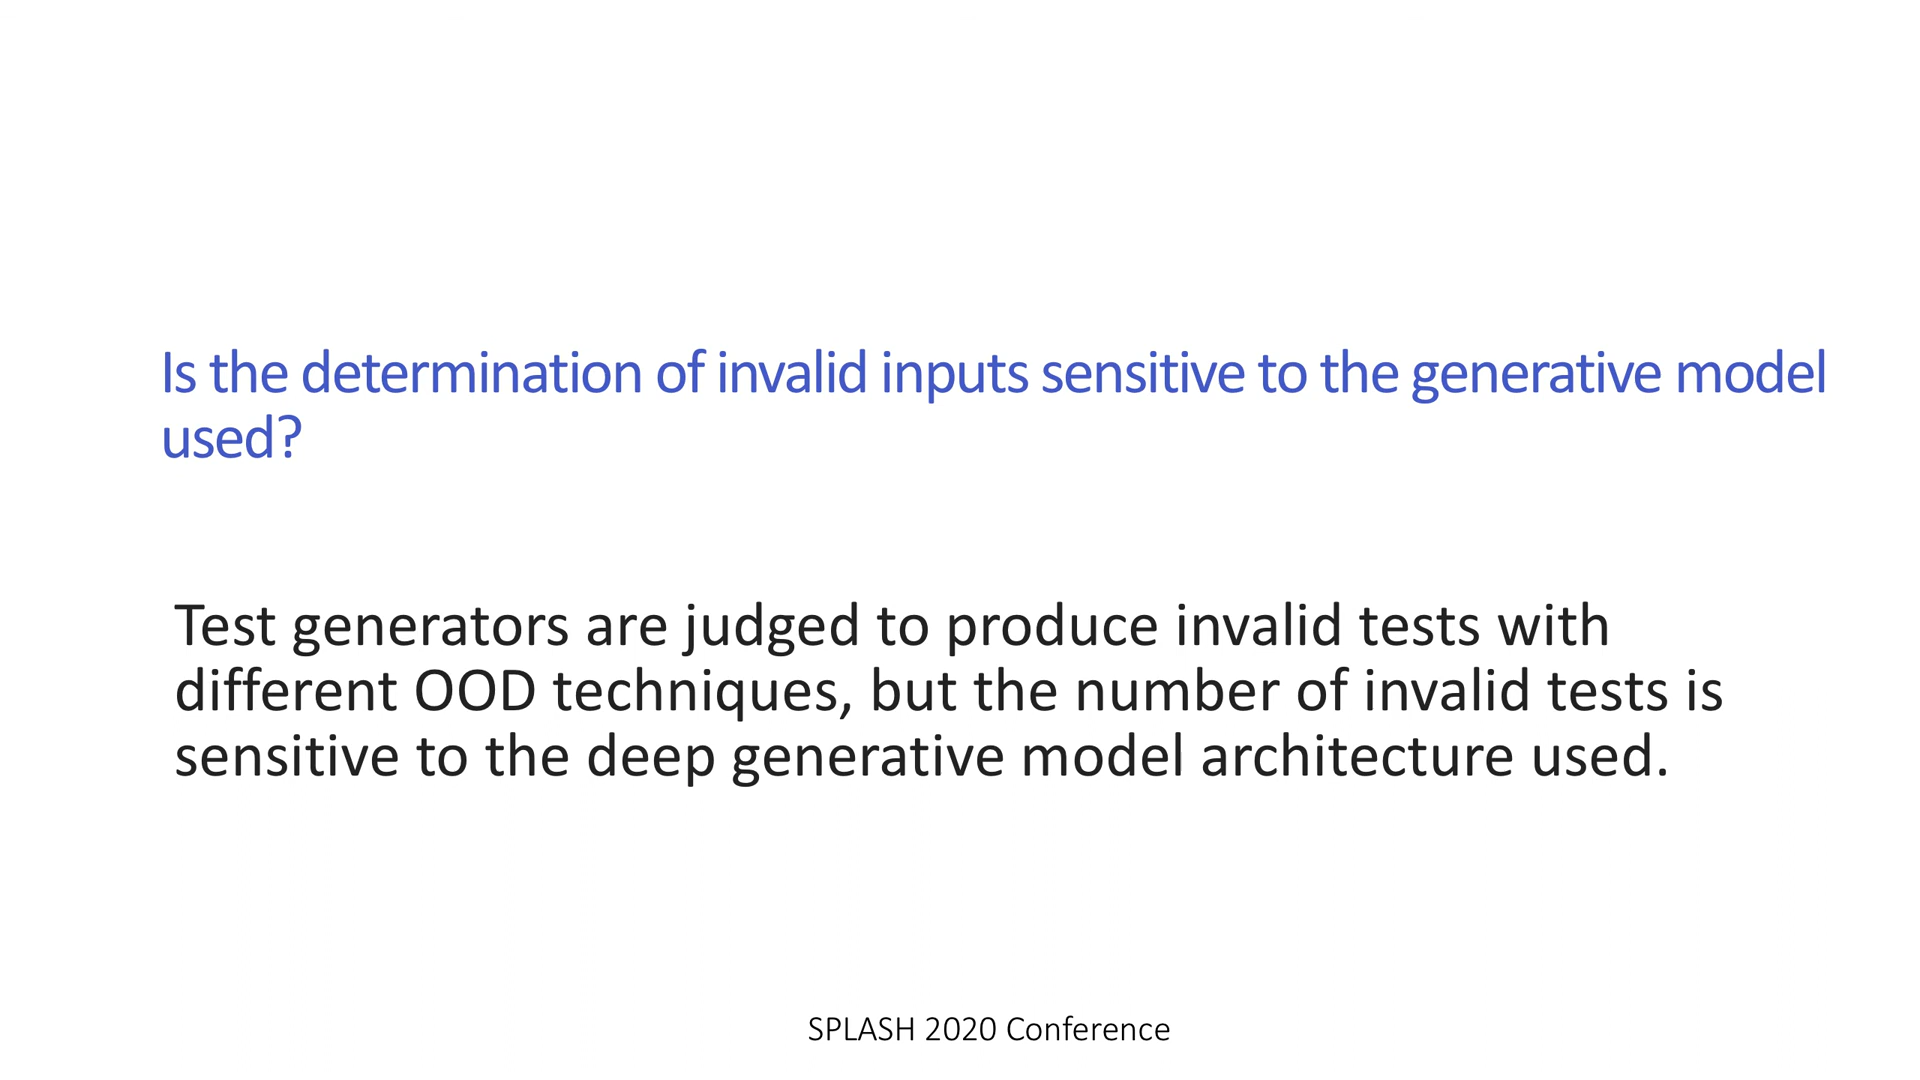 Is the determination of invalid inputs sensitive to the generative model
used?
Test generators are judged to produce invalid tests with
different OOD techniques, but the number of invalid tests is
sensitive to the deep generative model architecture used.
SPLASH 2020 Conference